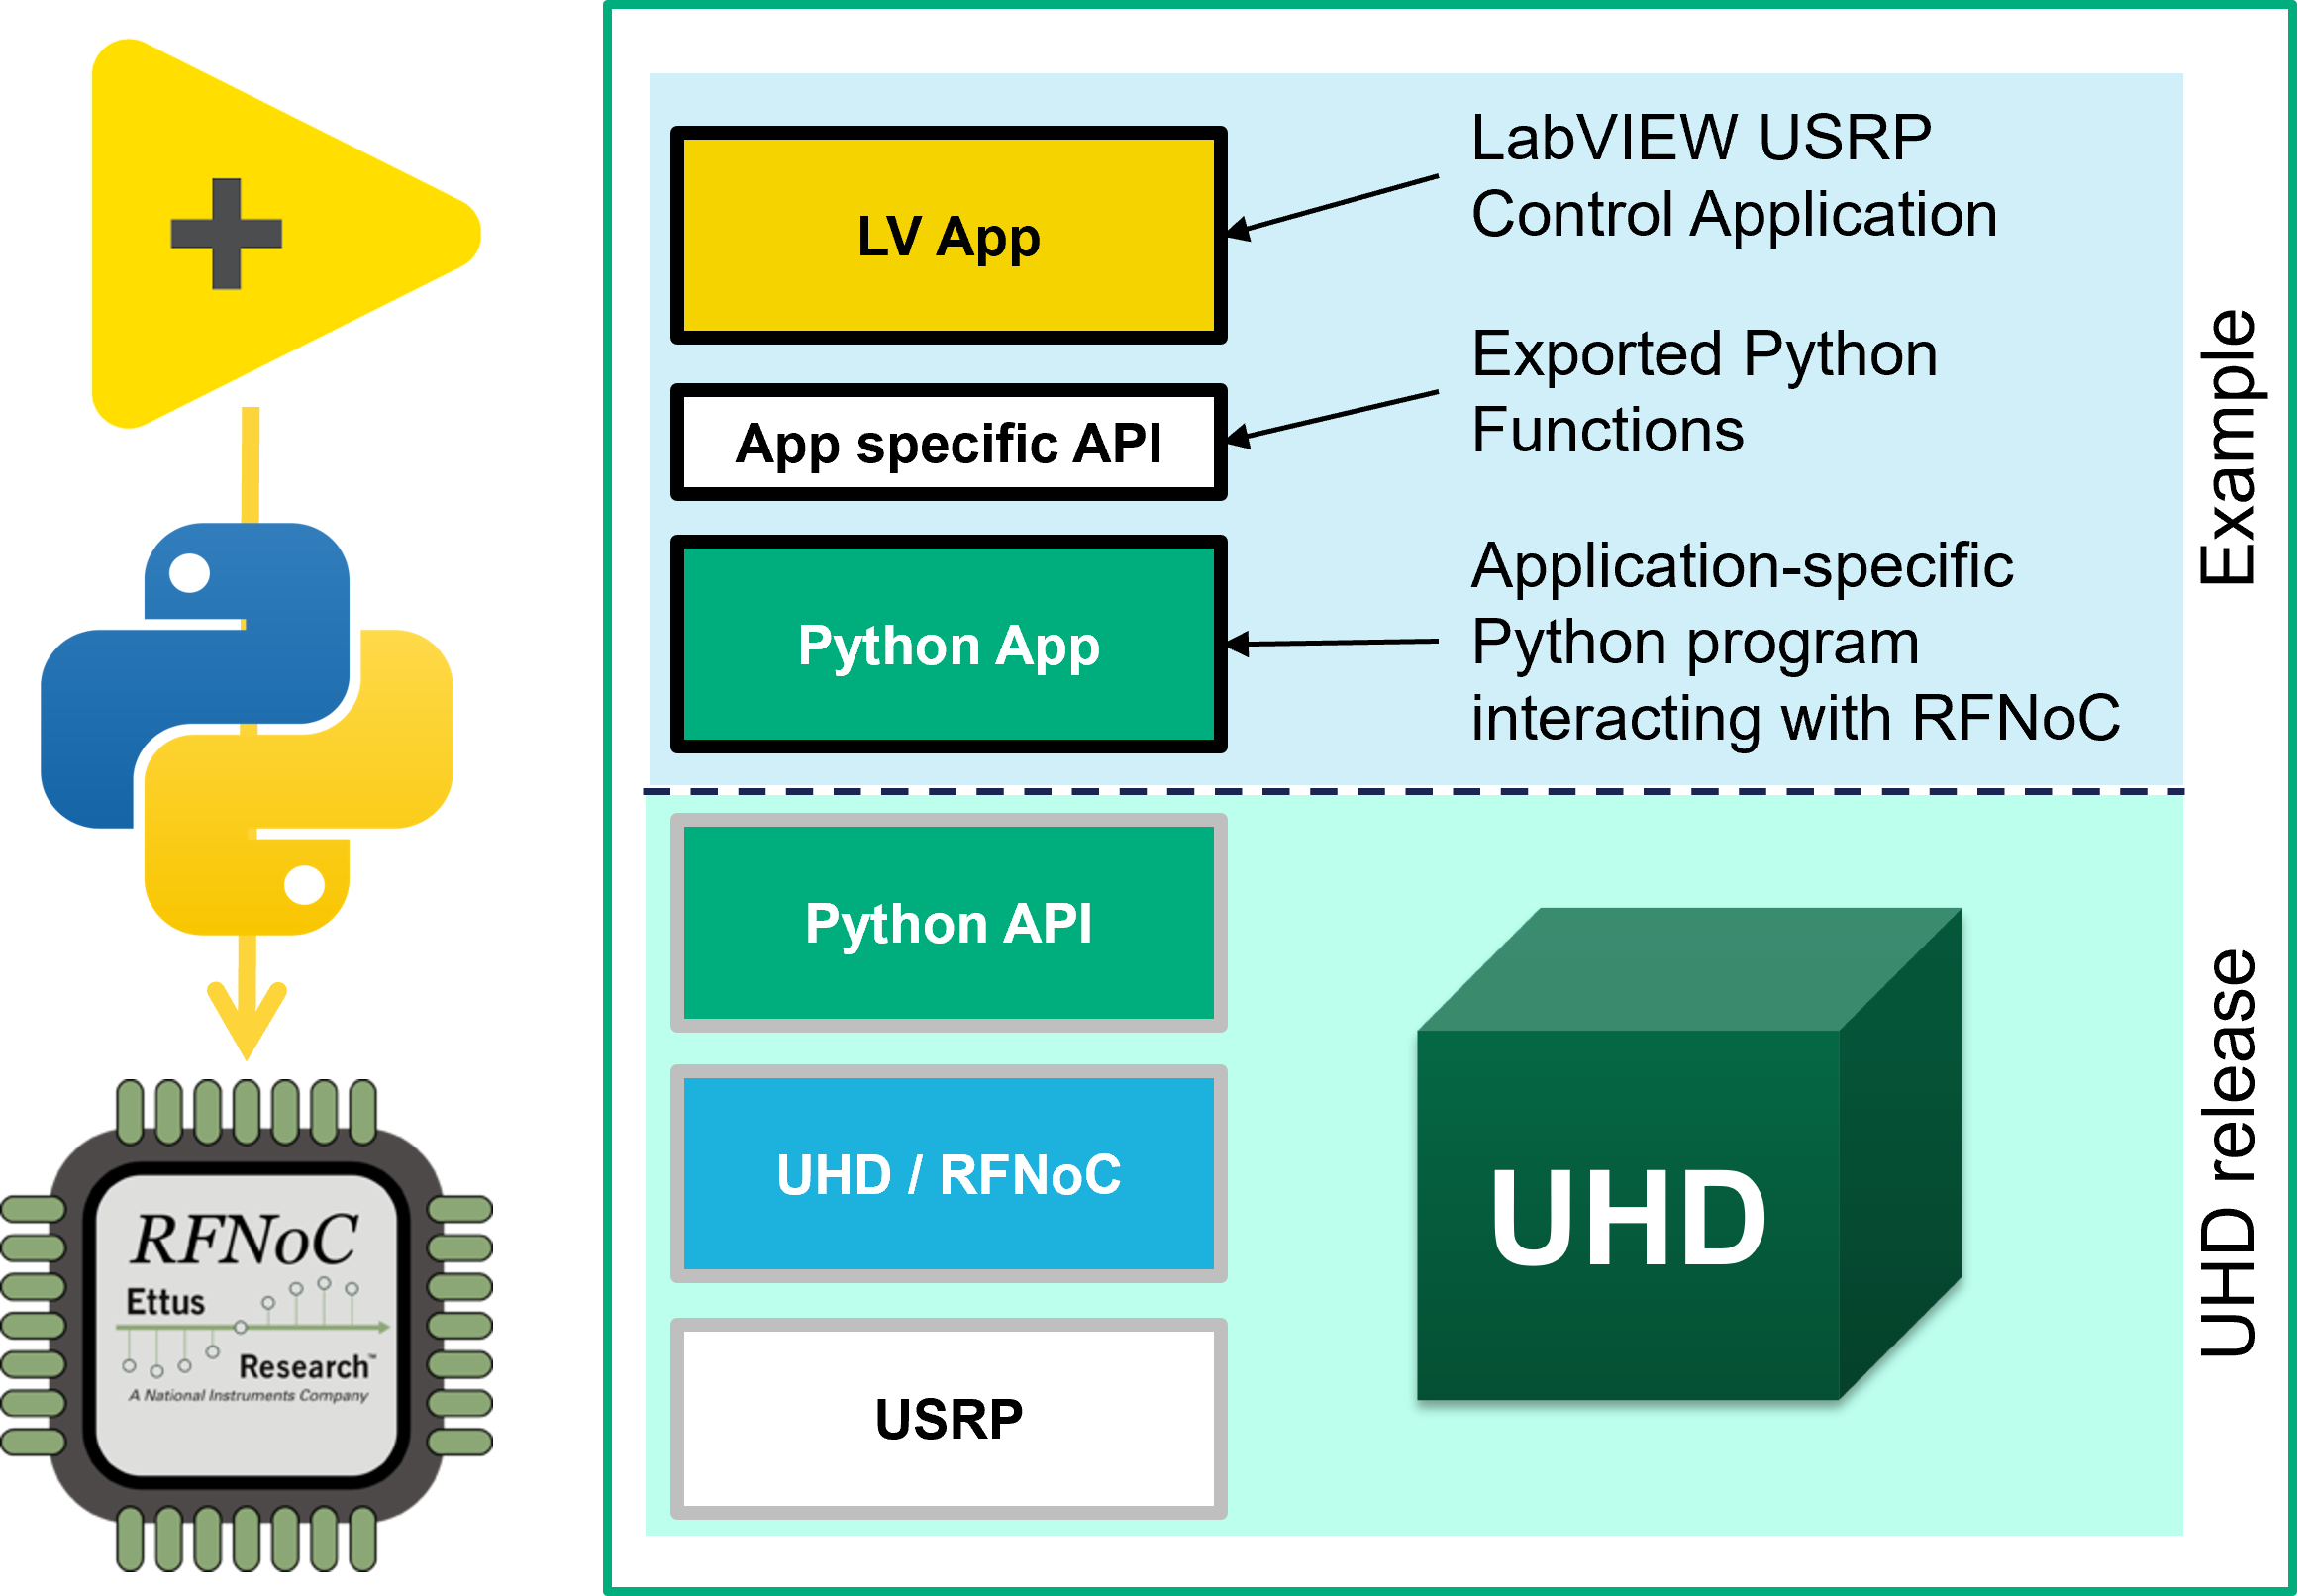 LV App
LabVIEW USRP
Control Application
App specific API
Exported Python
Functions
Python App
Application-specific
Python program
interacting with RFNoC
Example
Python API
UHD / RFNoC
USRP
UHD
UHD release
RFNoC
Ettus
Research™
A National Instruments Company